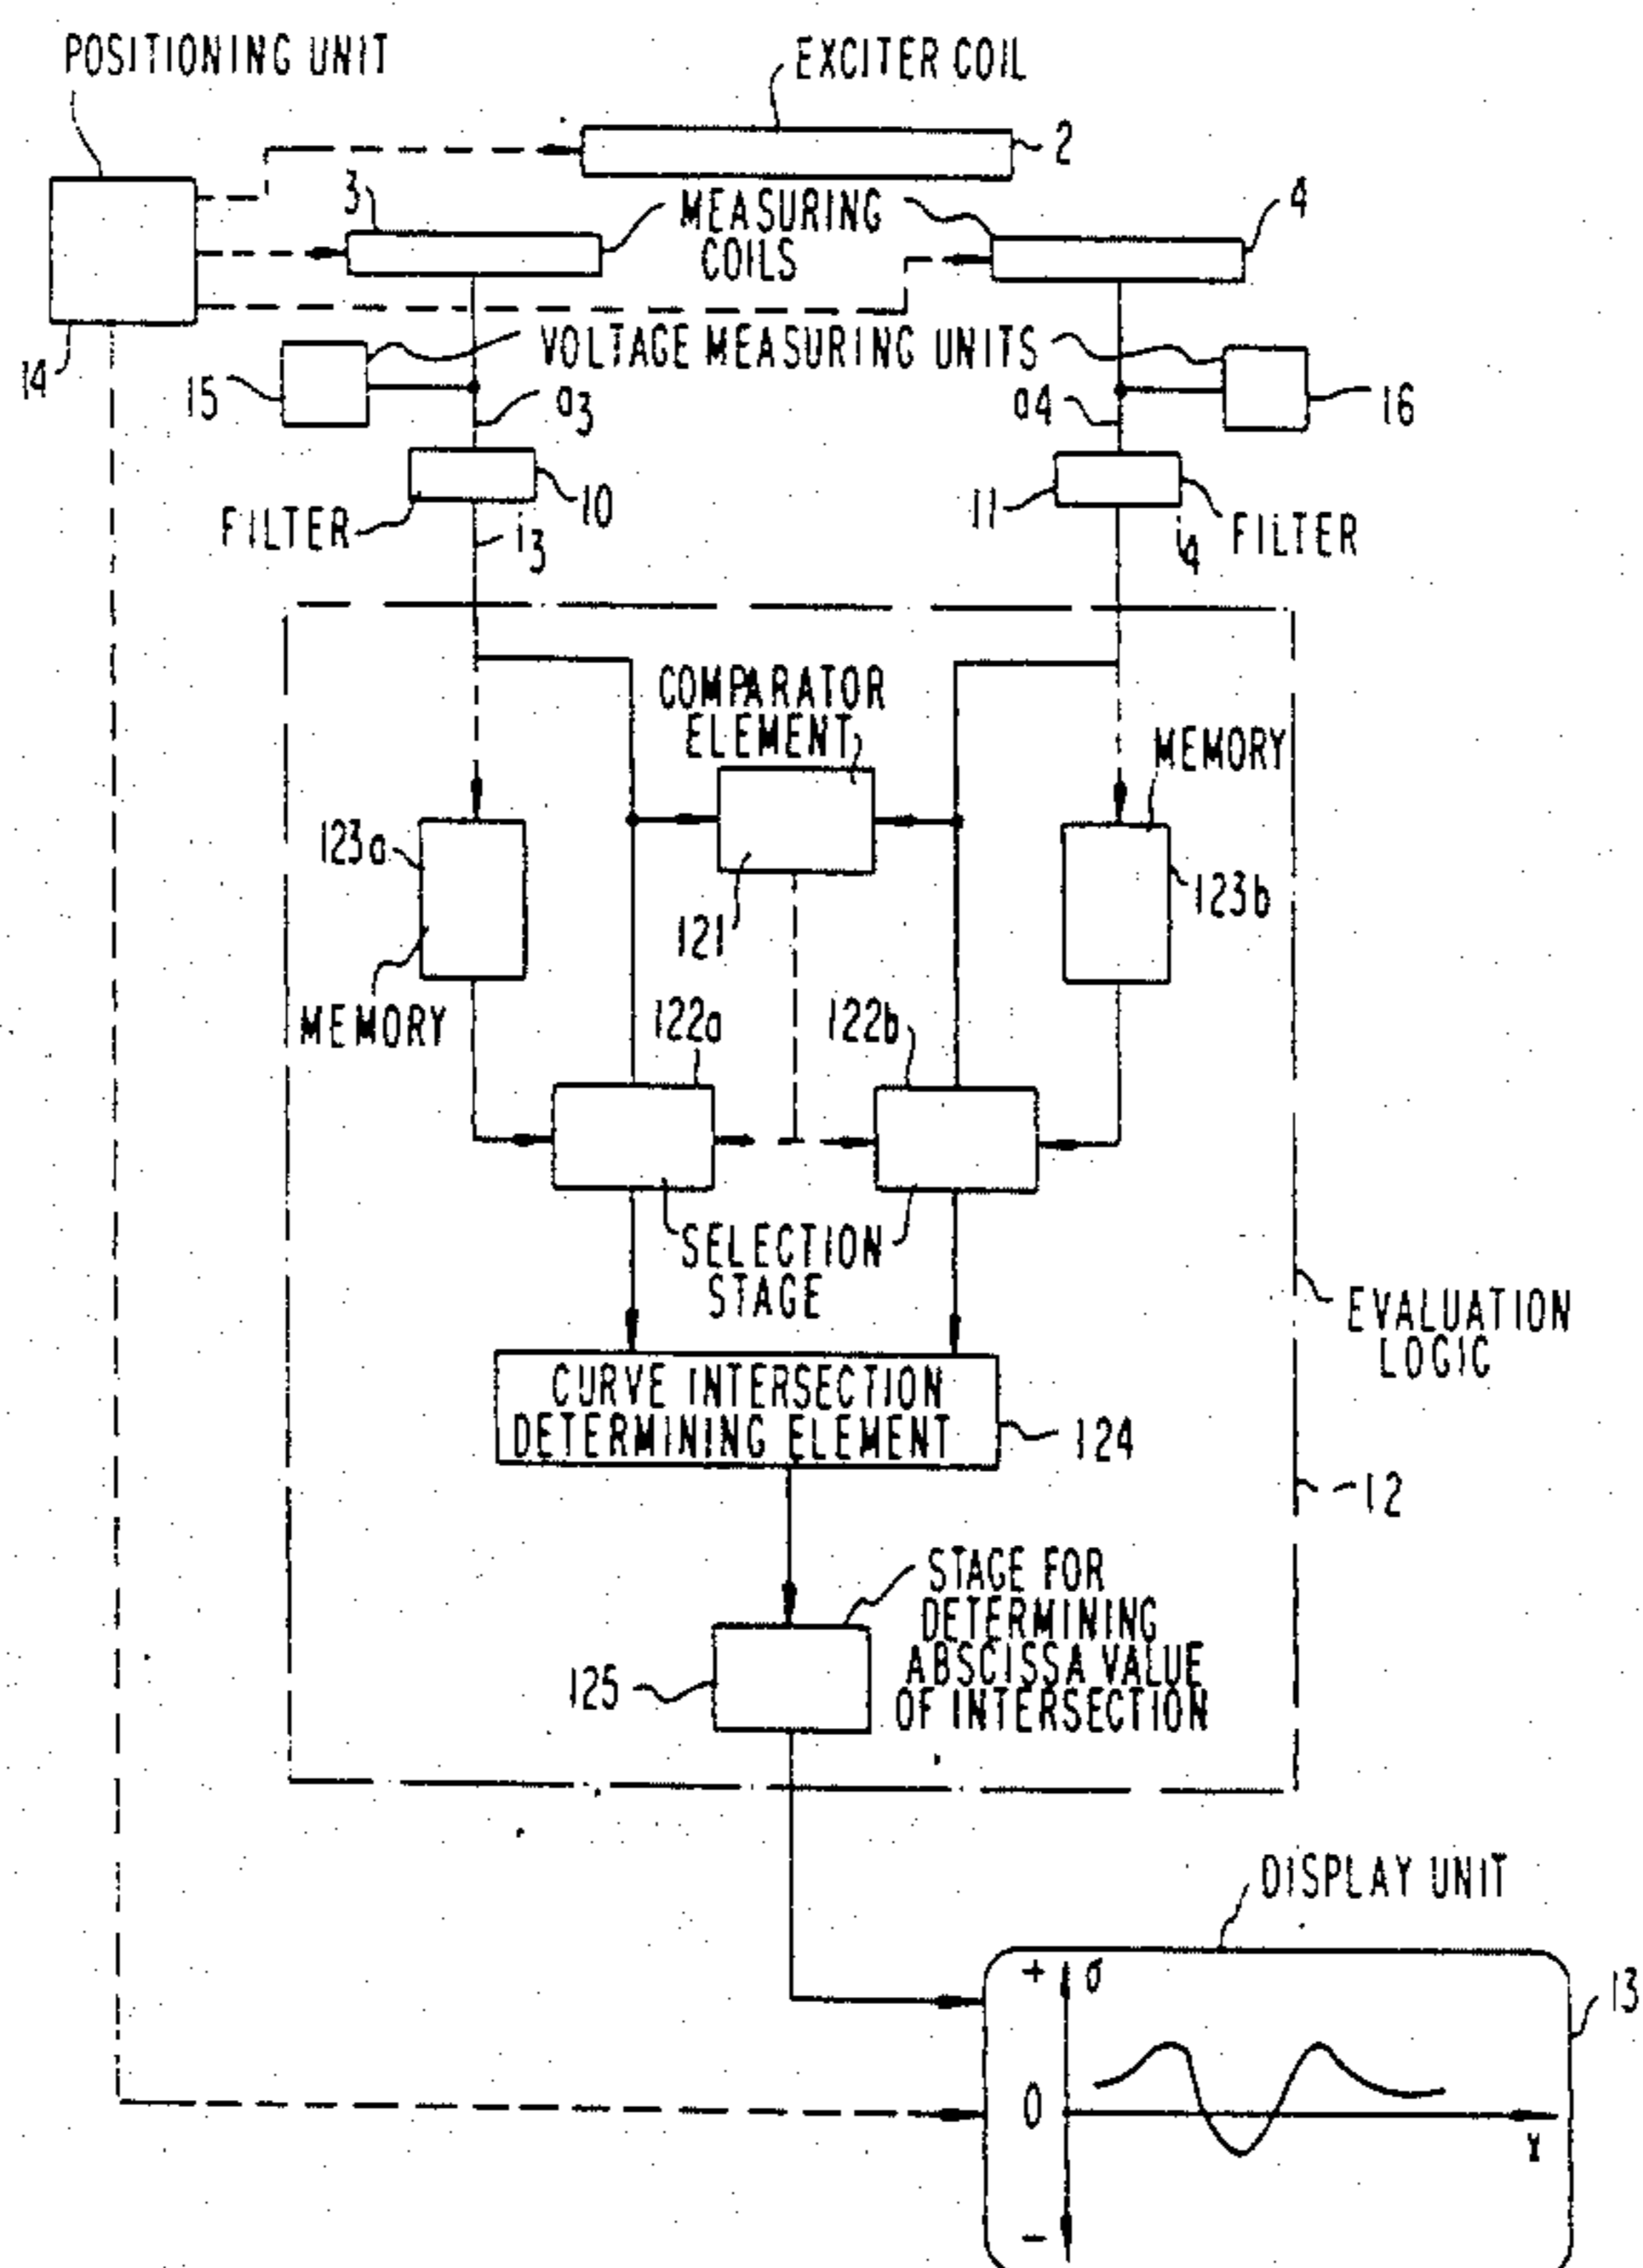 POSITIONING UNIT
EXCITER COIL
2
3
MEASURING
COILS
4
14
15
VOLTAGE MEASURING UNITS
16
a3
a4
10
11
FILTER
i3
i4
FILTER
COMPARATOR
ELEMENT
MEMORY
123a
123b
121
MEMORY
122a
122b
SELECTION
STAGE
EVALUATION
LOGIC
CURVE INTERSECTION
DETERMINING ELEMENT
124
12
STAGE FOR
DETERMINING
ABSCISSA VALUE
OF INTERSECTION
125
DISPLAY UNIT
+
σ
13
0
Y
-